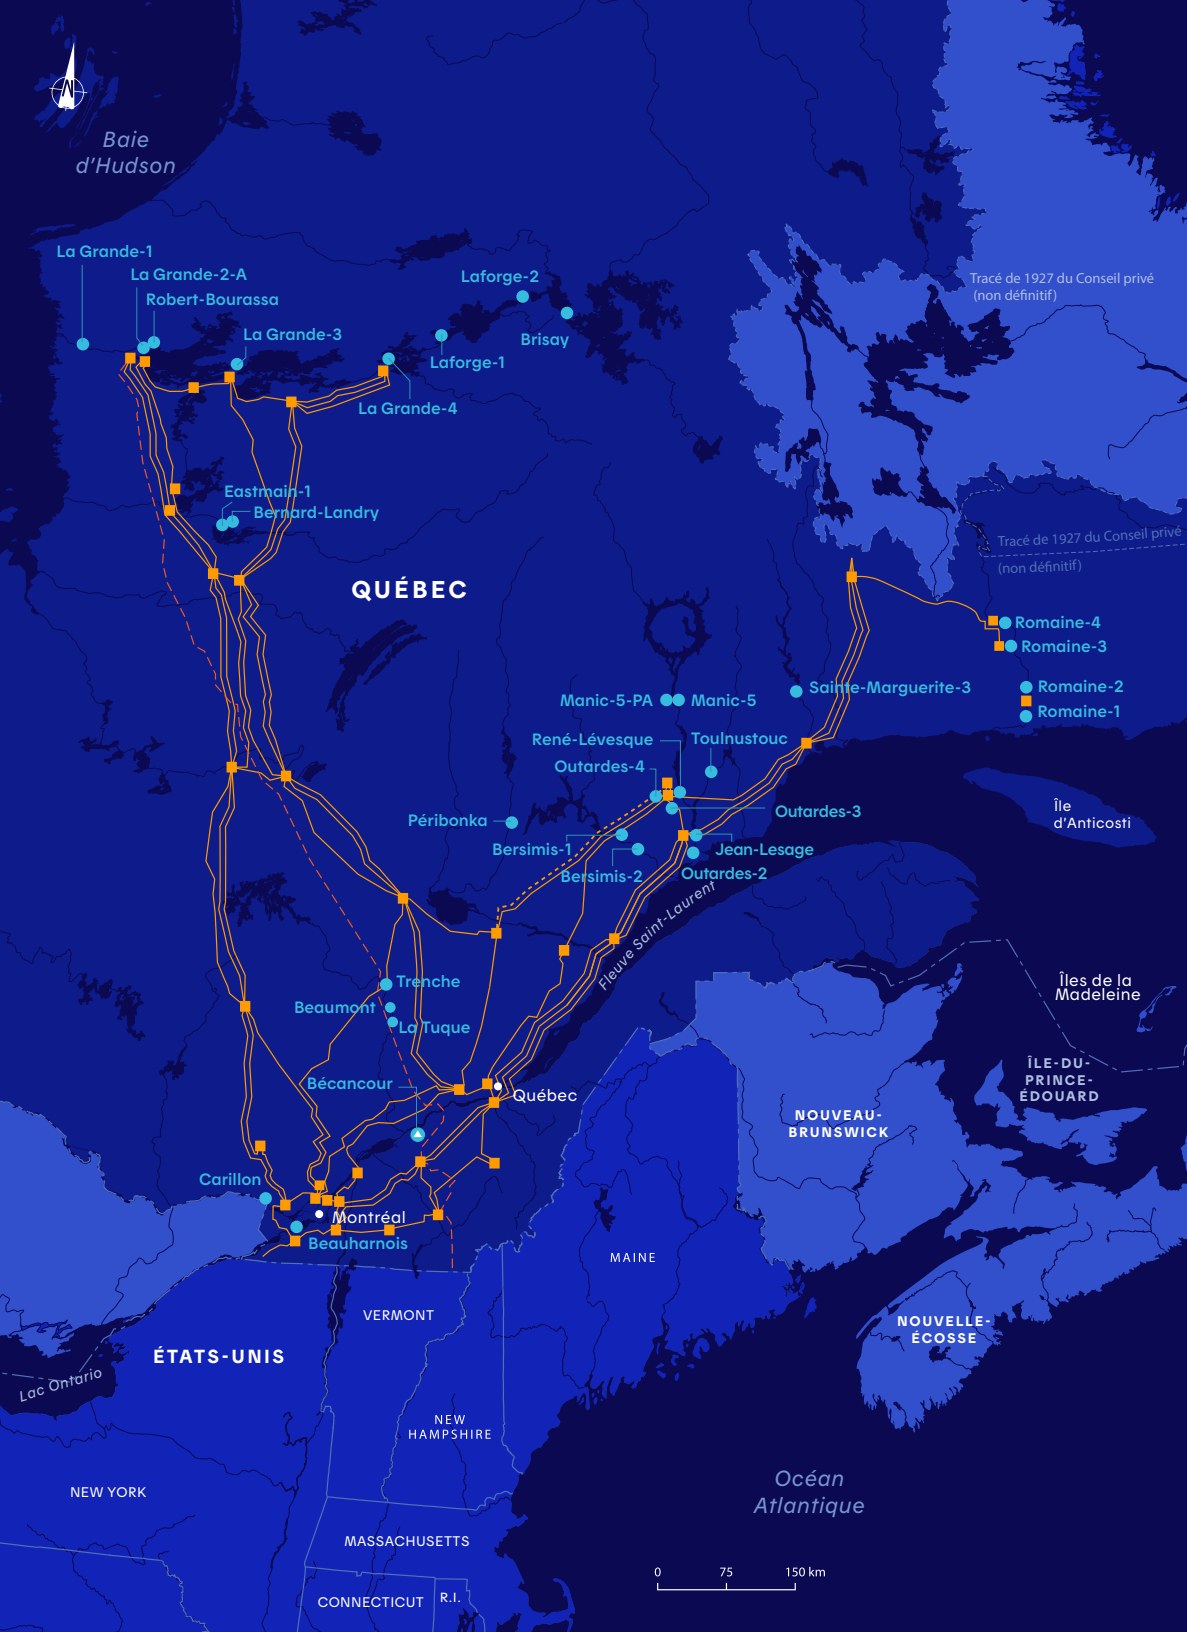 N
Baie
d'Hudson
La Grande-1
La Grande-2-A
Robert-Bourassa
La Grande-3
Laforge-2
Brisay
Laforge-1
La Grande-4
Tracé de 1927 du Conseil privé
(non définitif)
Eastmain-1
Bernard-Landry
Tracé de 1927 du Conseil privé
(non définitif)
QUÉBEC
Romaine-4
Romaine-3
Romaine-2
Romaine-1
Sainte-Marguerite-3
Manic-5-PA
Manic-5
René-Lévesque
Toulnustouc
Outardes-4
Outardes-3
Péribonka
Bersimis-1
Jean-Lesage
Bersimis-2
Outardes-2
Île
d'Anticosti
Fleuve Saint-Laurent
Trenche
Beaumont
La Tuque
Îles de la
Madeleine
Bécancour
Québec
ÎLE-DU-
PRINCE-
ÉDOUARD
NOUVEAU-
BRUNSWICK
Carillon
Montréal
Beauharnois
MAINE
VERMONT
NOUVELLE-
ÉCOSSE
ÉTATS-UNIS
Lac Ontario
NEW
HAMPSHIRE
NEW YORK
Océan
Atlantique
MASSACHUSETTS
0 75 150 km
CONNECTICUT
R.I.